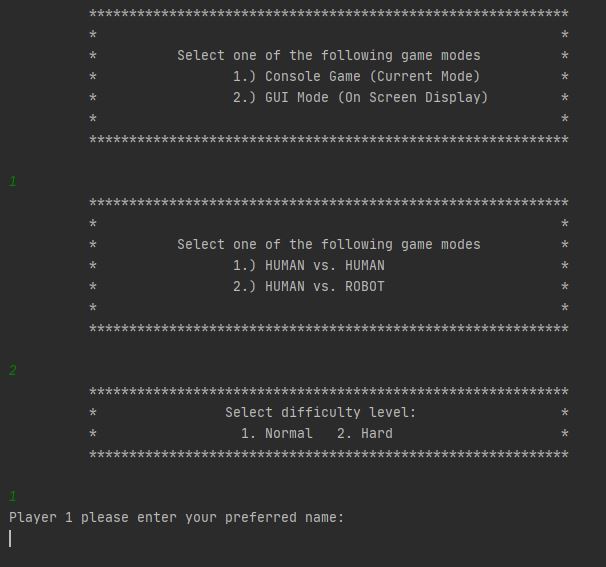 ************************************************************
*                                                          *
*          Select one of the following game modes          *
*                 1.) Console Game (Current Mode)          *
*                 2.) GUI Mode (On Screen Display)         *
*                                                          *
************************************************************
1
************************************************************
*                                                          *
*          Select one of the following game modes          *
*                 1.) HUMAN vs. HUMAN                      *
*                 2.) HUMAN vs. ROBOT                      *
*                                                          *
************************************************************
2
************************************************************
*                Select difficulty level:                  *
*                  1. Normal   2. Hard                     *
************************************************************
1
Player 1 please enter your preferred name: